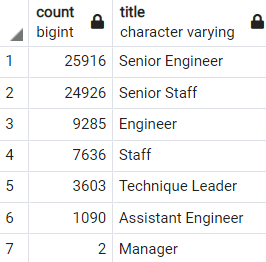 count title
bigint character varying
1 25916 Senior Engineer
2 24926 Senior Staff
3 9285 Engineer
4 7636 Staff
5 3603 Technique Leader
6 1090 Assistant Engineer
7 2 Manager